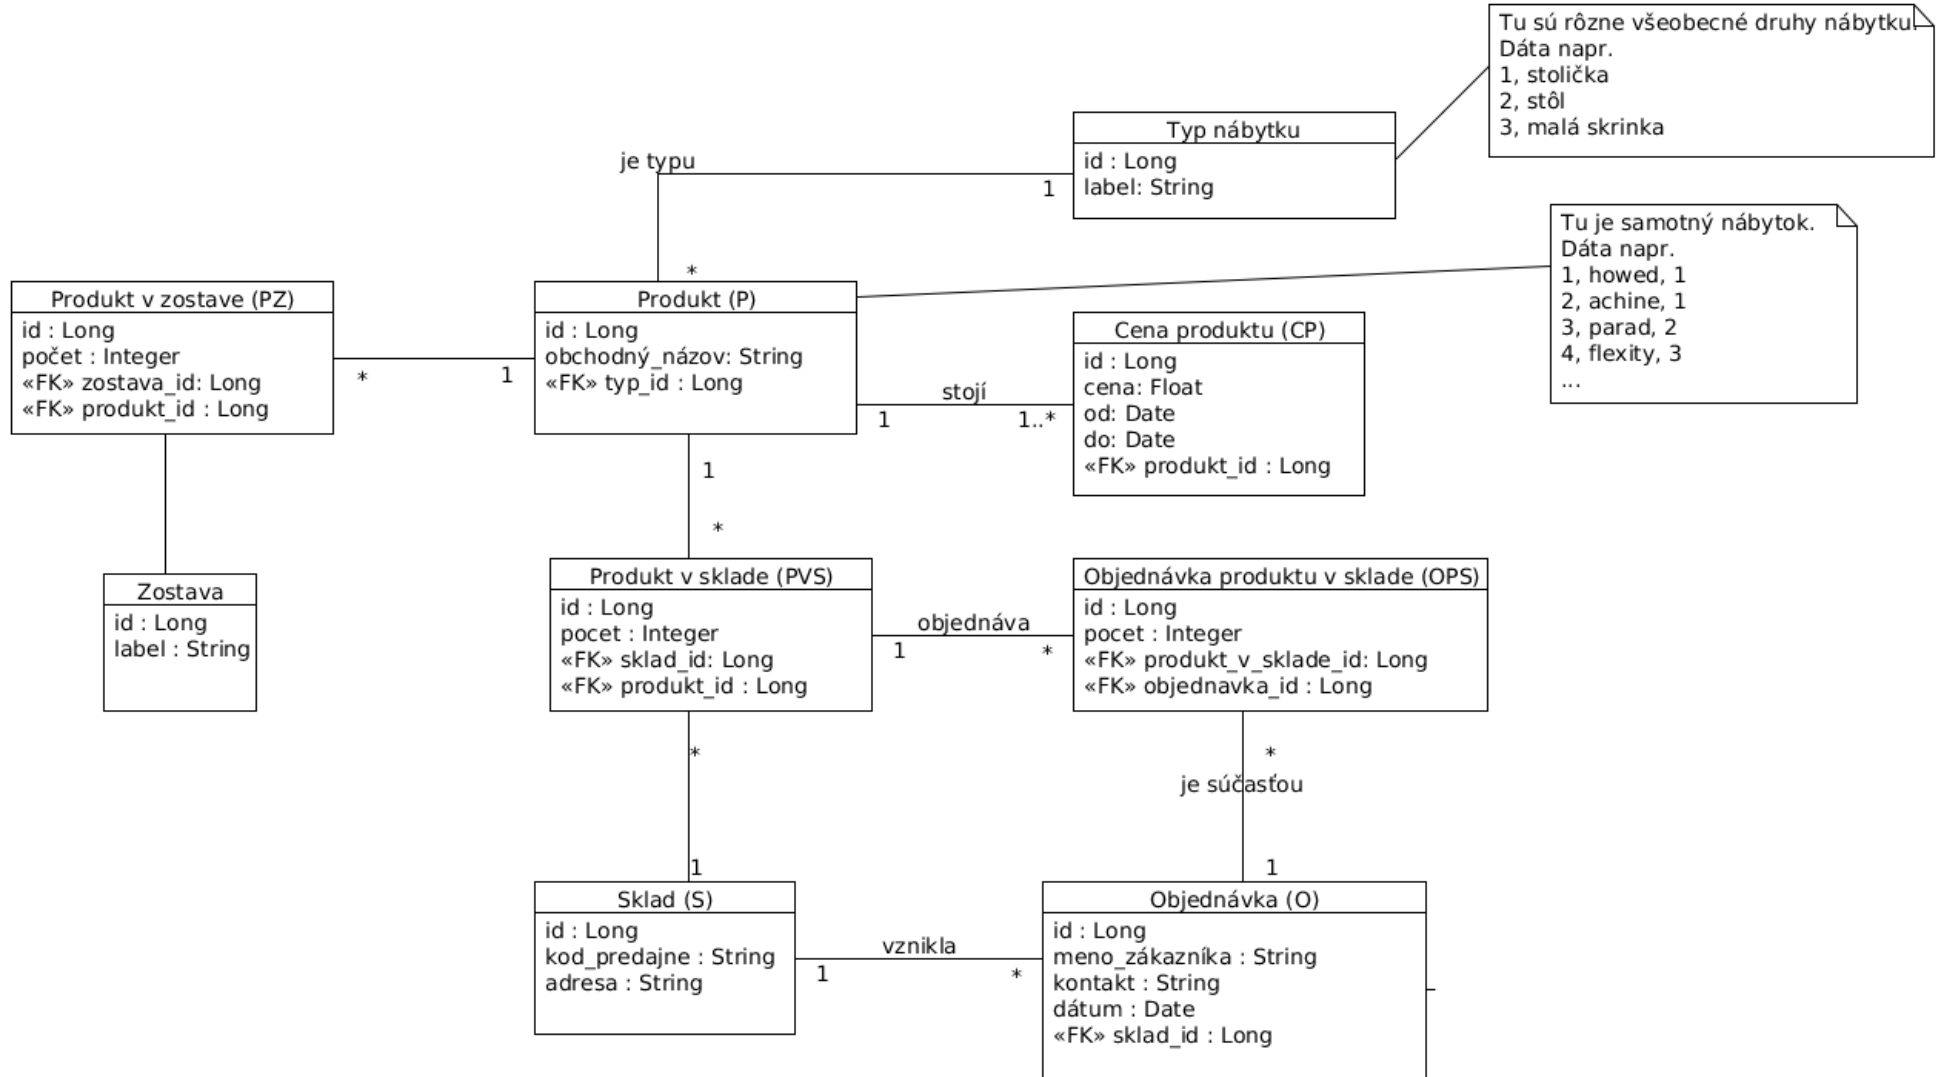 Tu sú rôzne všeobecné druhy nábytku.
Dáta napr.
1, stolička
2, stôl
3, malá skrinka
Typ nábytku
id : Long
label: String
je typu
1
*
Tu je samotný nábytok.
Dáta napr.
1, howed, 1
2, achine, 1
3, parad, 2
4, flexity, 3
...
Produkt v zostave (PZ)
id : Long
počet : Integer
«FK» zostava_id: Long
«FK» produkt_id : Long
*
1
Produkt (P)
id : Long
obchodný_názov: String
«FK» typ_id : Long
stojí
1
1..*
Cena produktu (CP)
id : Long
cena: Float
od: Date
do: Date
«FK» produkt_id : Long
1
*
Zostava
id : Long
label : String
Produkt v sklade (PVS)
id : Long
pocet : Integer
«FK» sklad_id: Long
«FK» produkt_id : Long
objednáva
1
*
Objednávka produktu v sklade (OPS)
id : Long
pocet : Integer
«FK» produkt_v_sklade_id: Long
«FK» objednavka_id : Long
*
1
*
je súčasťou
1
Sklad (S)
id : Long
kod_predajne : String
adresa : String
vznikla
1
*
Objednávka (O)
id : Long
meno_zákazníka : String
kontakt : String
dátum : Date
«FK» sklad_id : Long